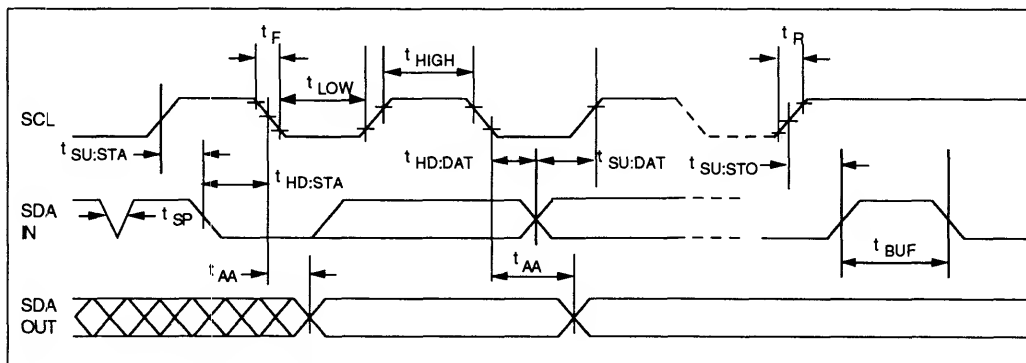 t F
t R
t HIGH
t LOW
SCL
t SU:STA
t HD:STA
t HD:DAT
t SU:DAT
t SU:STO
SDA
IN
t SP
t BUF
t AA
t AA
SDA
OUT